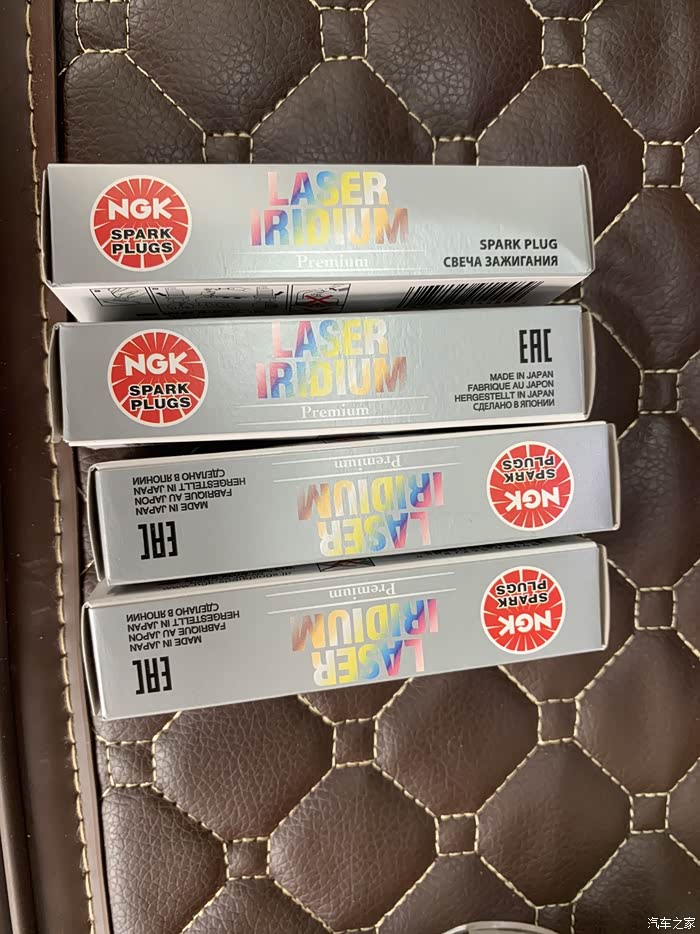 NGK
SPARK
PLUGS
LASER
IRIDIUM
Premium
SPARK PLUG
СВЕЧА ЗАЖИГАНИЯ
NGK
SPARK
PLUGS
LASER
IRIDIUM
Premium
EAC
MADE IN JAPAN
FABRIQUE AU JAPON
HERGESTELLT IN JAPAN
СДЕЛАНО В ЯПОНИИ
NGK
SPARK
PLUGS
LASER
IRIDIUM
Premium
EAC
MADE IN JAPAN
FABRIQUE AU JAPON
HERGESTELLT IN JAPAN
СДЕЛАНО В ЯПОНИИ
NGK
SPARK
PLUGS
LASER
IRIDIUM
Premium
EAC
MADE IN JAPAN
FABRIQUE AU JAPON
HERGESTELLT IN JAPAN
СДЕЛАНО В ЯПОНИИ
汽车之家